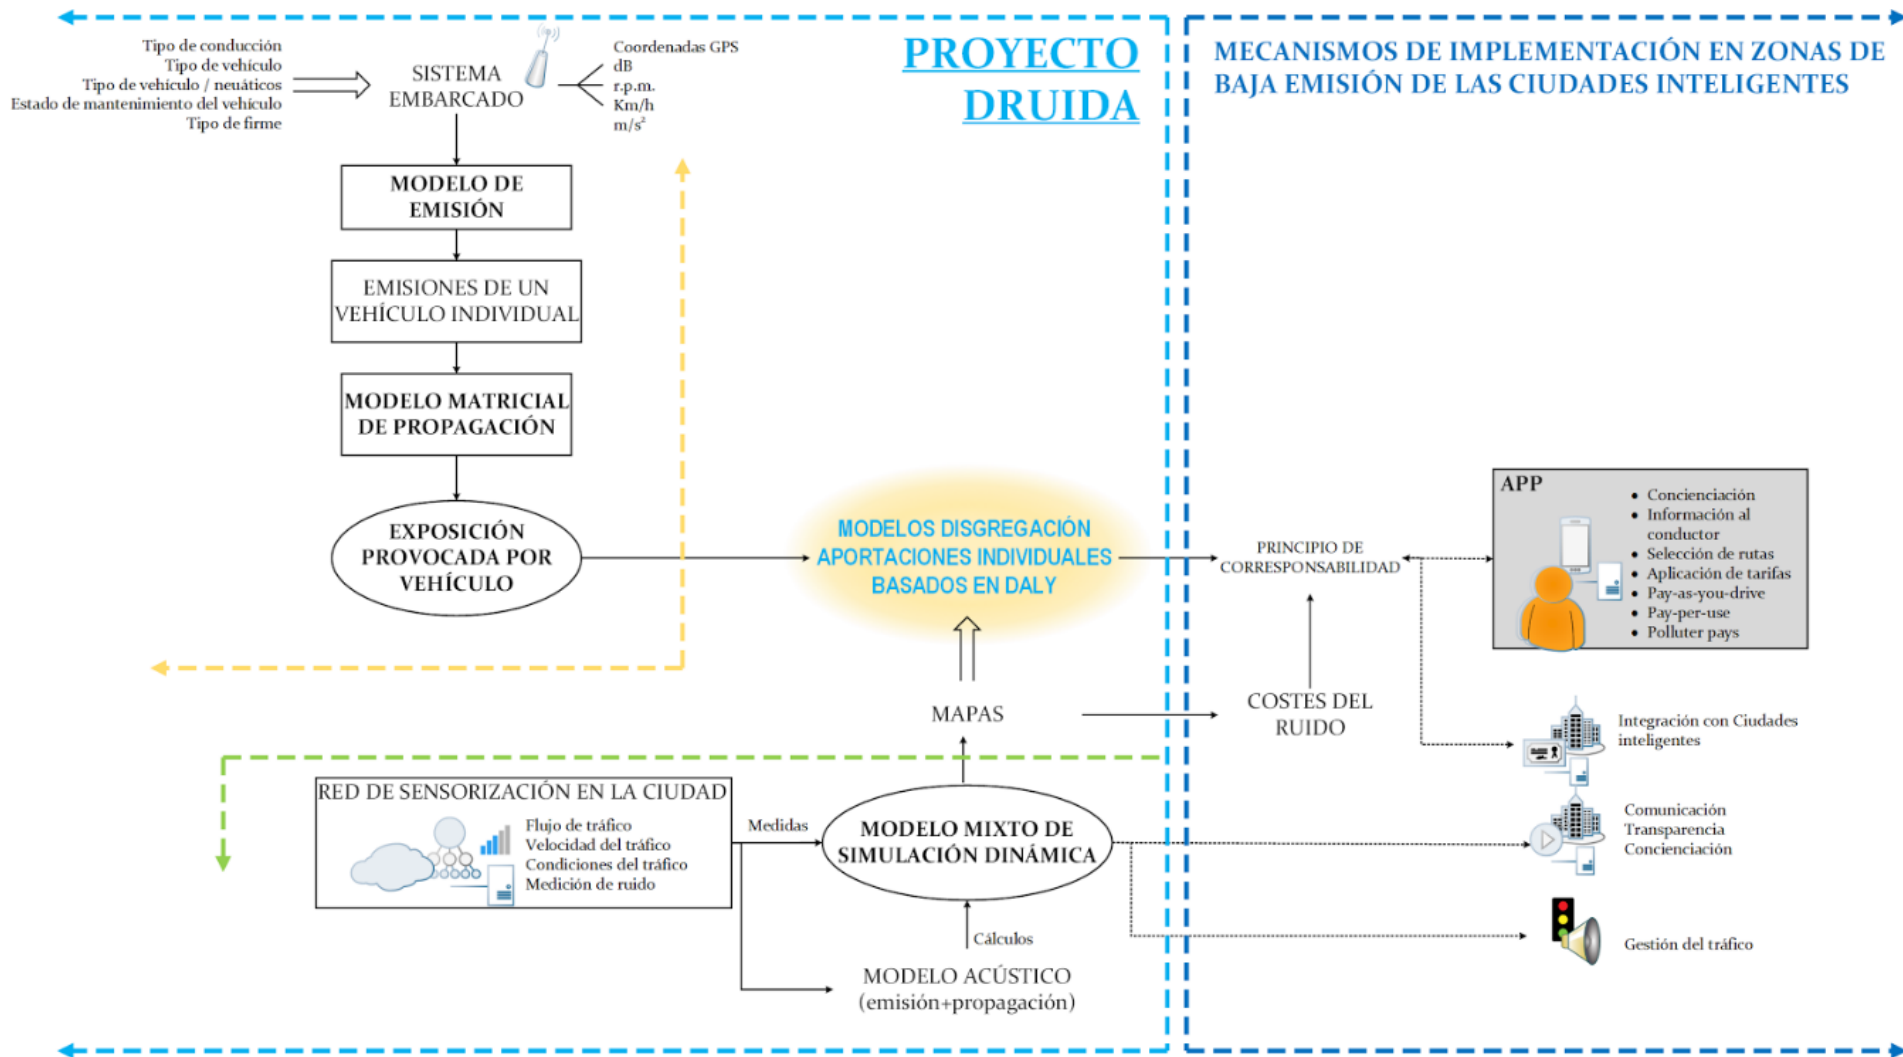 Tipo de conducción
Tipo de vehículo
Tipo de vehículo / neuáticos
Estado de mantenimiento del vehículo
Tipo de firme
SISTEMA
EMBARCADO
Coordenadas GPS
dB
r.p.m.
Km/h
m/s²
PROYECTO
DRUIDA
MECANISMOS DE IMPLEMENTACIÓN EN ZONAS DE
BAJA EMISIÓN DE LAS CIUDADES INTELIGENTES
MODELO DE
EMISIÓN
EMISIONES DE UN
VEHÍCULO INDIVIDUAL
MODELO MATRICIAL
DE PROPAGACIÓN
EXPOSICIÓN
PROVOCADA POR
VEHÍCULO
MODELOS DISGREGACIÓN
APORTACIONES INDIVIDUALES
BASADOS EN DALY
PRINCIPIO DE
CORRESPONSABILIDAD
APP
• Concienciación
• Información al
conductor
• Selección de rutas
• Aplicación de tarifas
• Pay-as-you-drive
• Pay-per-use
• Polluter pays
MAPAS
COSTES DEL
RUIDO
Integración con Ciudades
inteligentes
RED DE SENSORIZACIÓN EN LA CIUDAD
Flujo de tráfico
Velocidad del tráfico
Condiciones del tráfico
Medición de ruido
Medidas
MODELO MIXTO DE
SIMULACIÓN DINÁMICA
Comunicación
Transparencia
Concienciación
Cálculos
MODELO ACÚSTICO
(emisión+propagación)
Gestión del tráfico